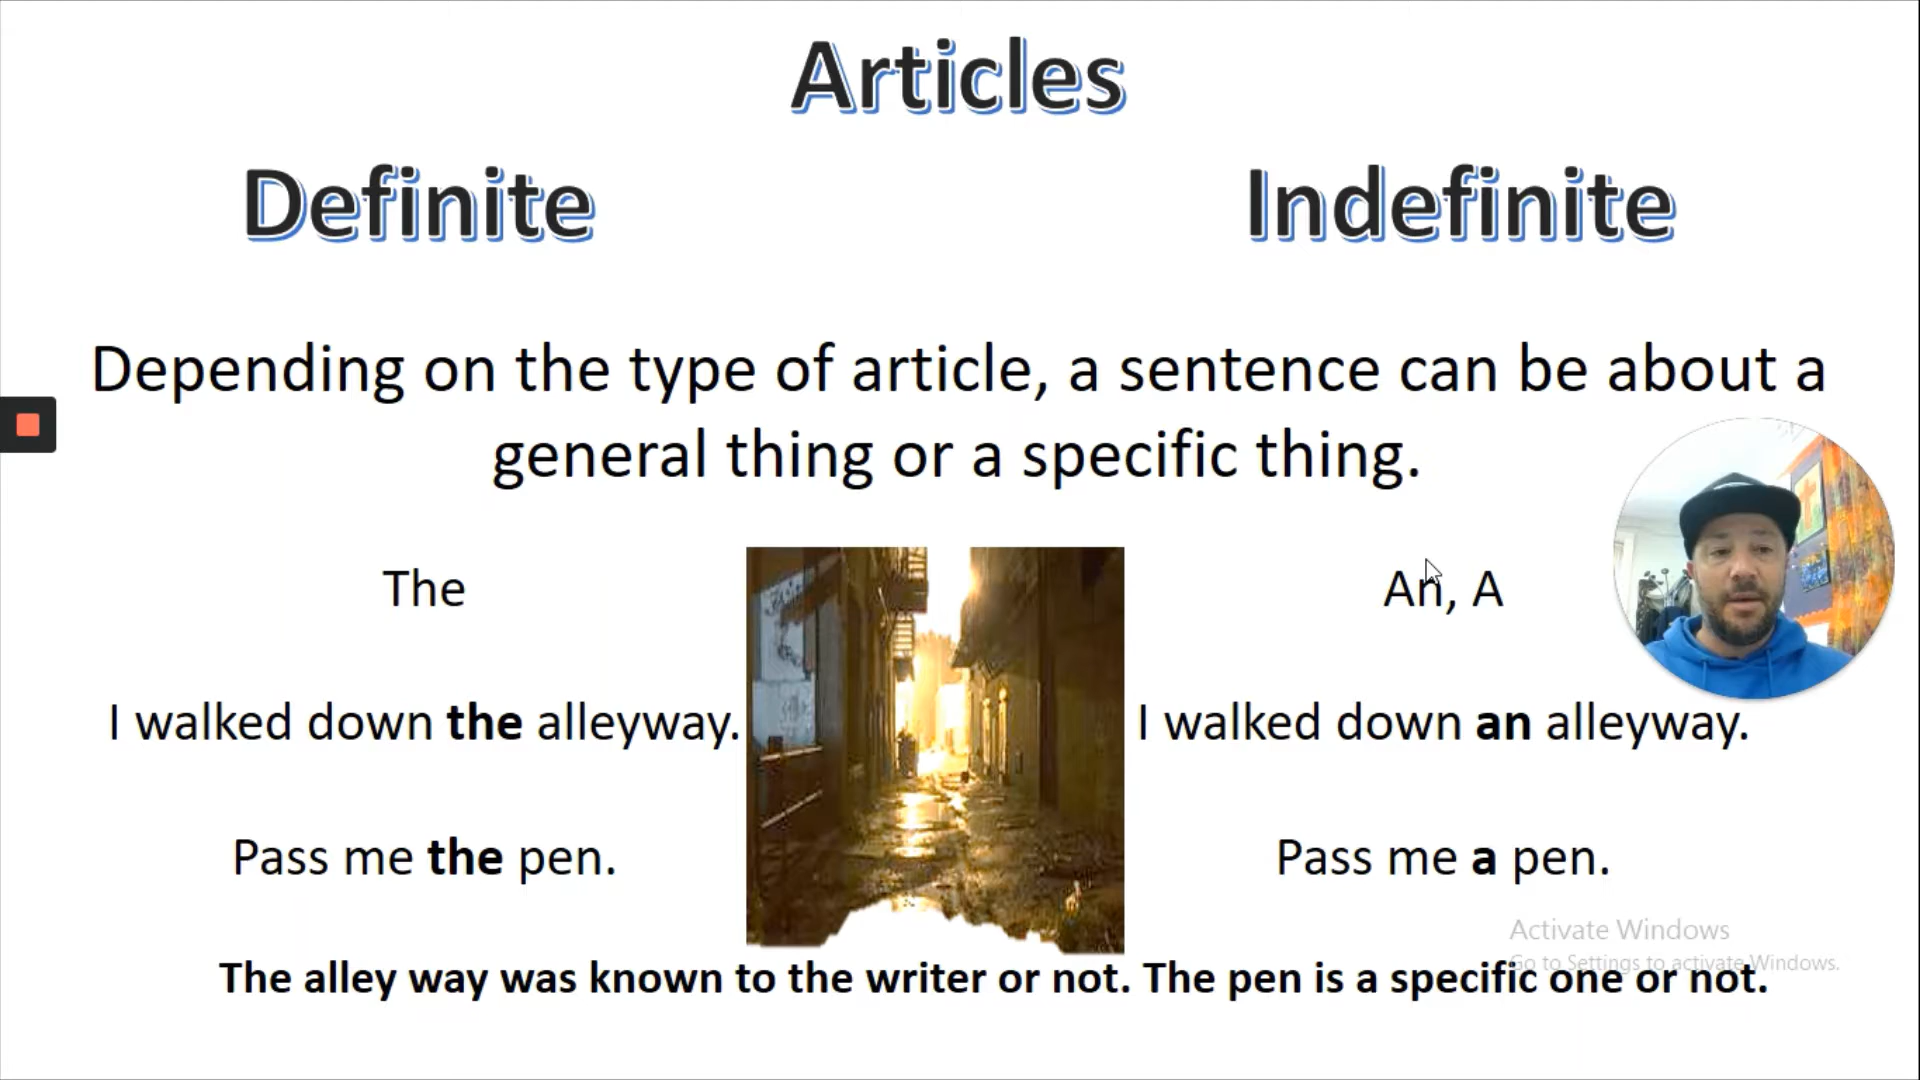 Articles
Definite
Indefinite
Depending on the type of article, a sentence can be about a
general thing or a specific thing.
The
An, A
I walked down the alleyway.
I walked down an alleyway.
Pass me the pen.
Pass me a pen.
Activate Windows
Go to Settings to activate Windows.
The alley way was known to the writer or not. The pen is a specific one or not.